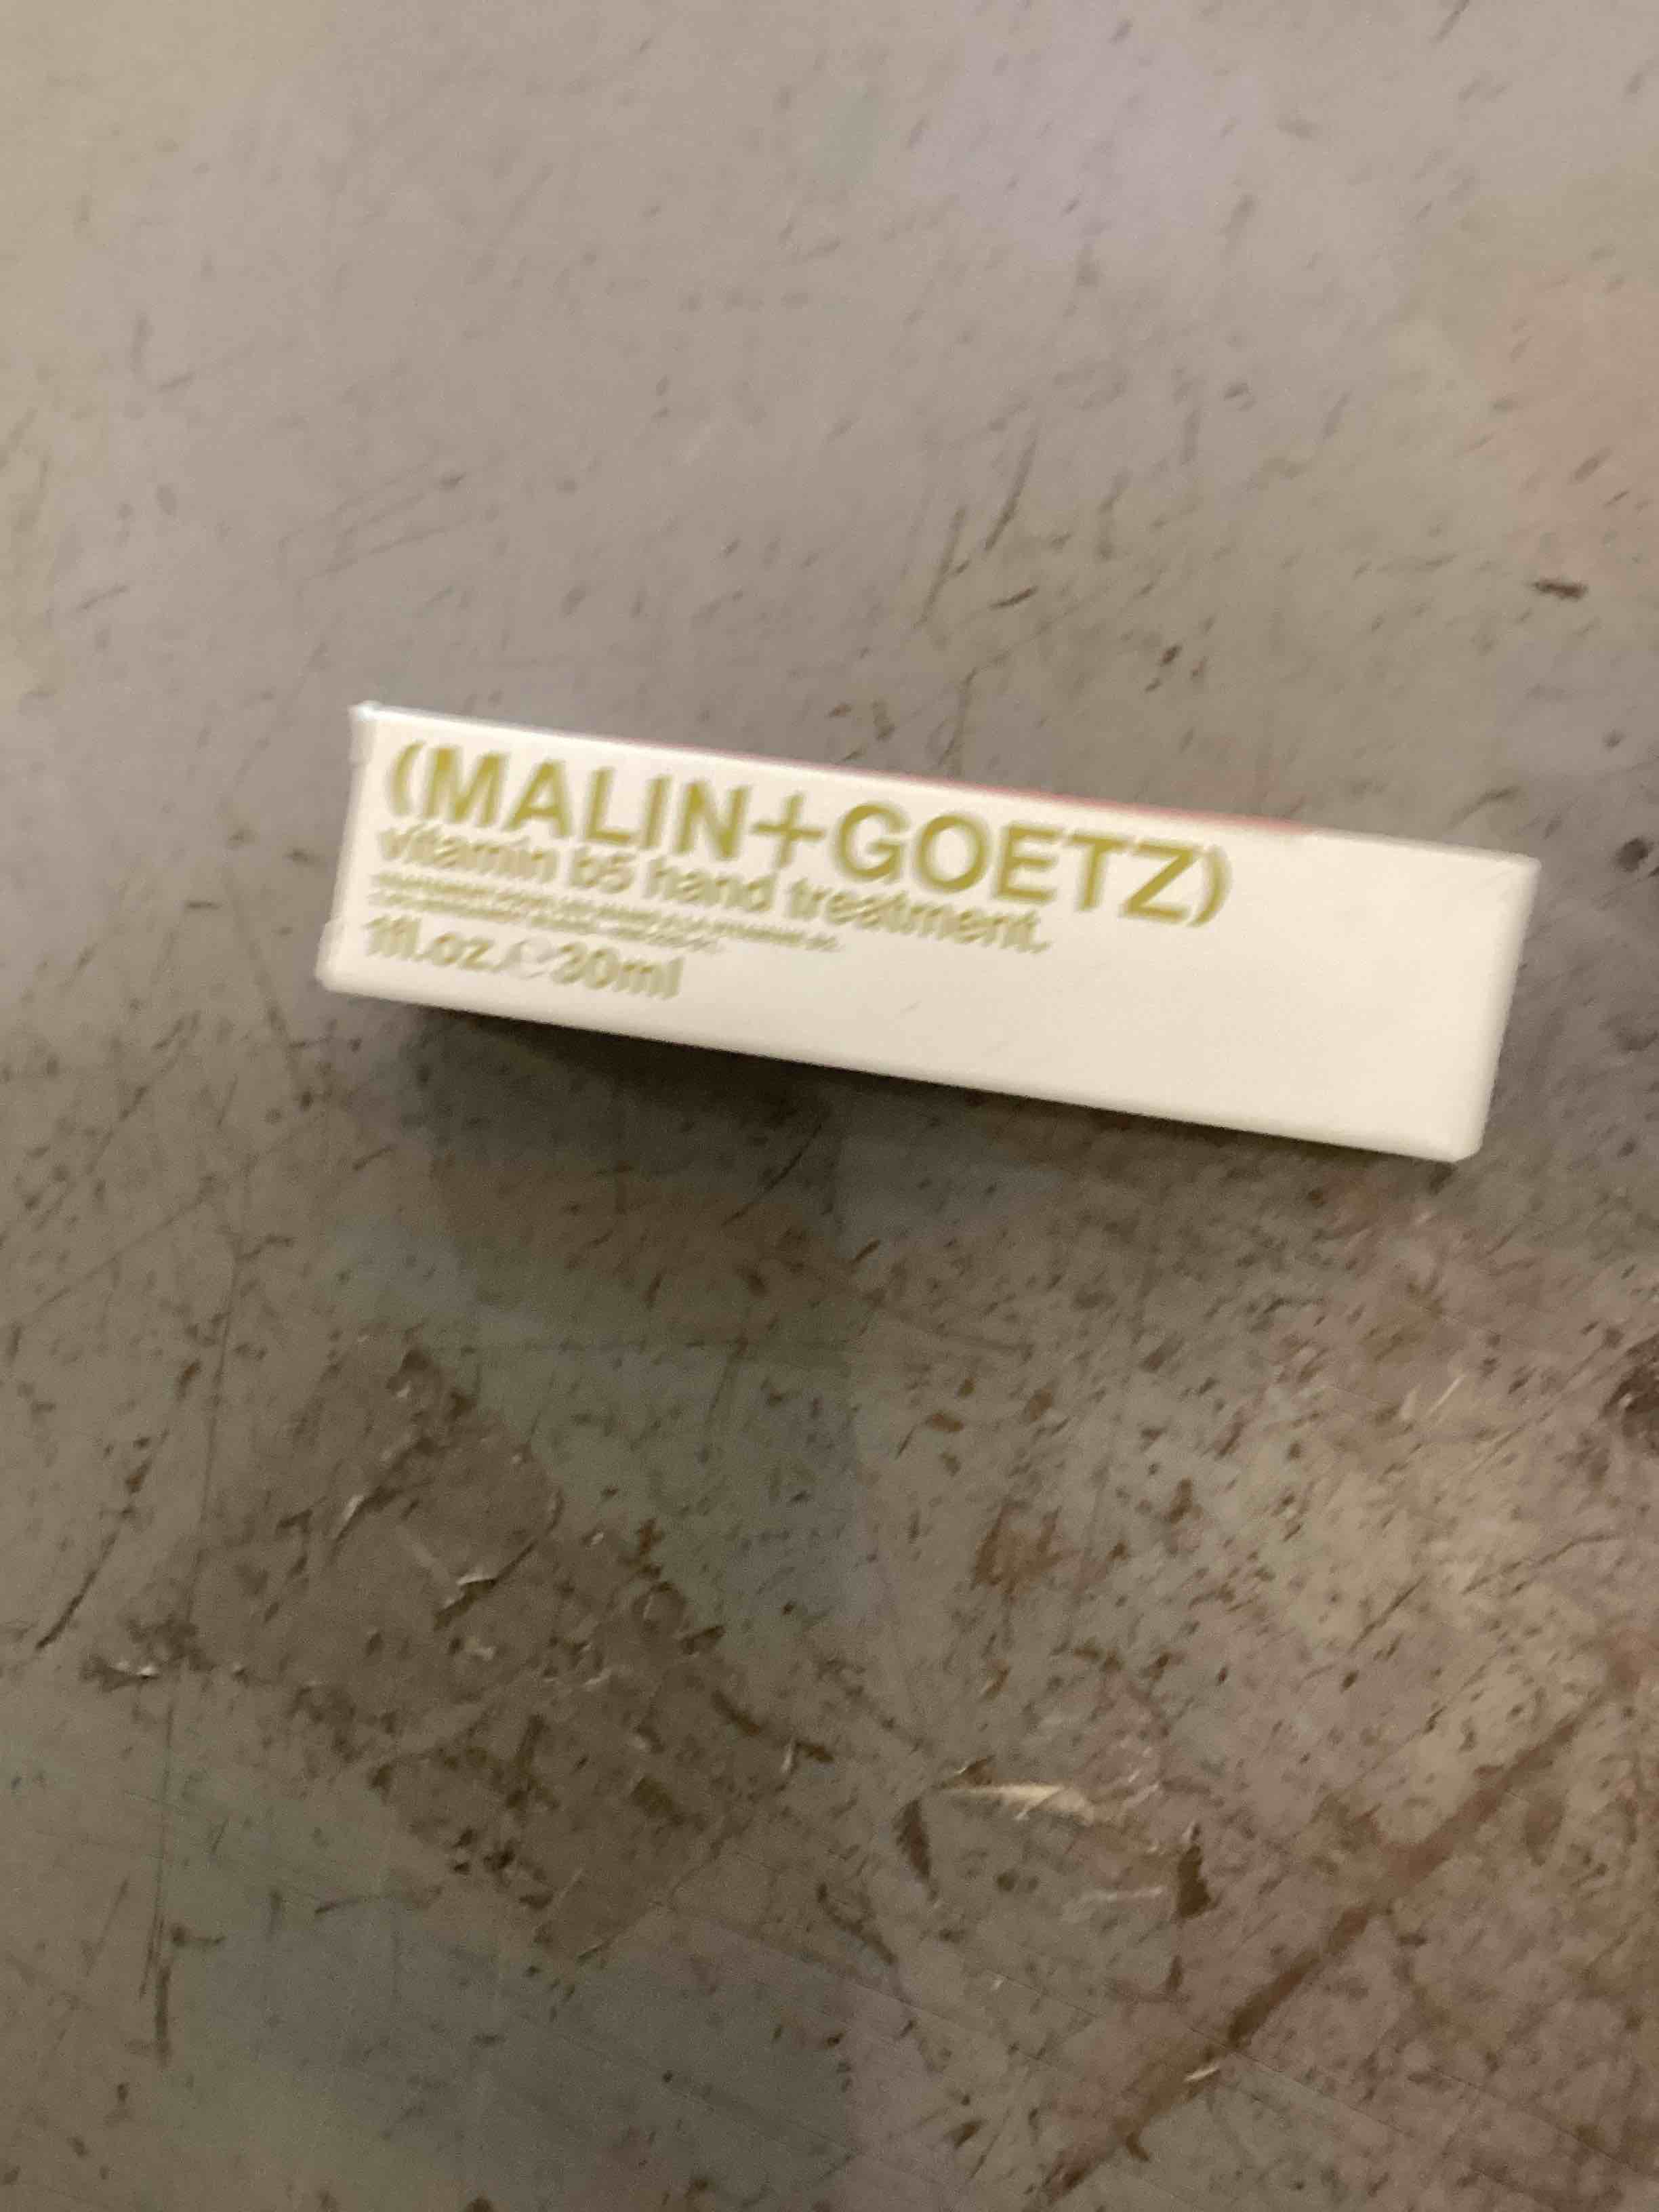 (MALIN+GOETZ)
vitamin b5 hand treatment.
1fl.oz. ℮ 30ml